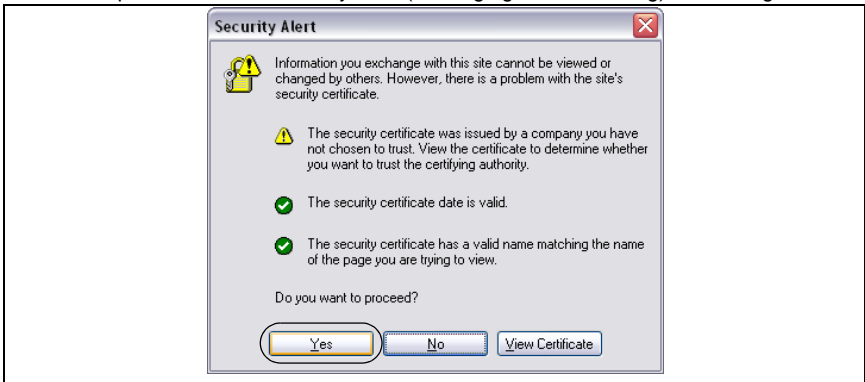 Security Alert
Information you exchange with this site cannot be viewed or
changed by others. However, there is a problem with the site's
security certificate.
The security certificate was issued by a company you have
not chosen to trust. View the certificate to determine whether
you want to trust the certifying authority.
The security certificate date is valid.
The security certificate has a valid name matching the name
of the page you are trying to view.
Do you want to proceed?
Yes No View Certificate